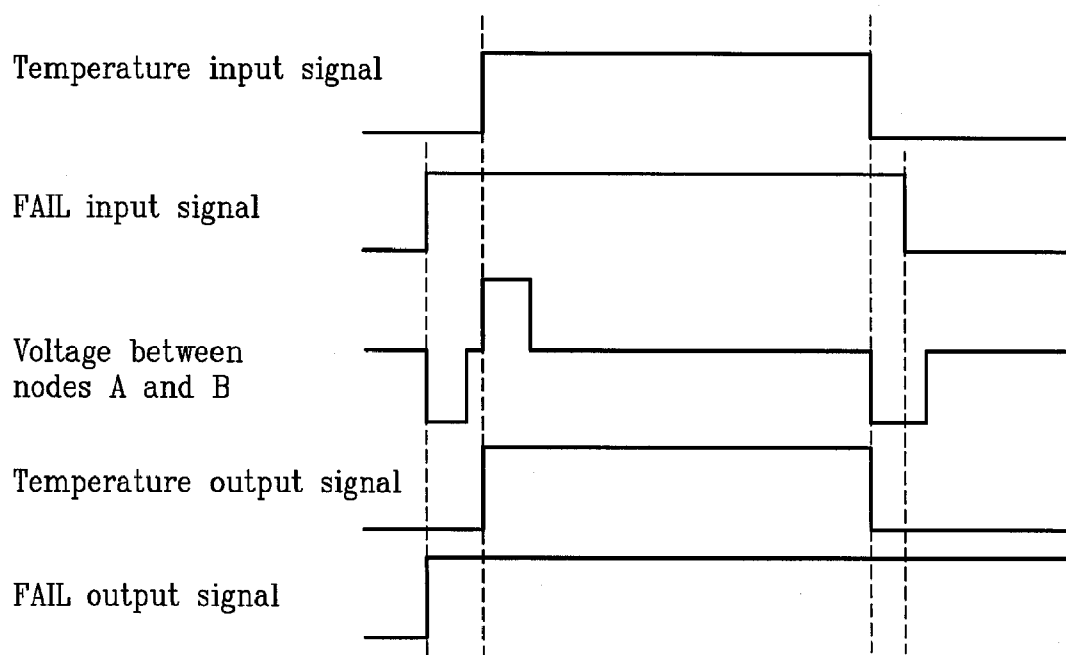 Temperature input signal
FAIL input signal
Voltage between
nodes A and B
Temperature output signal
FAIL output signal